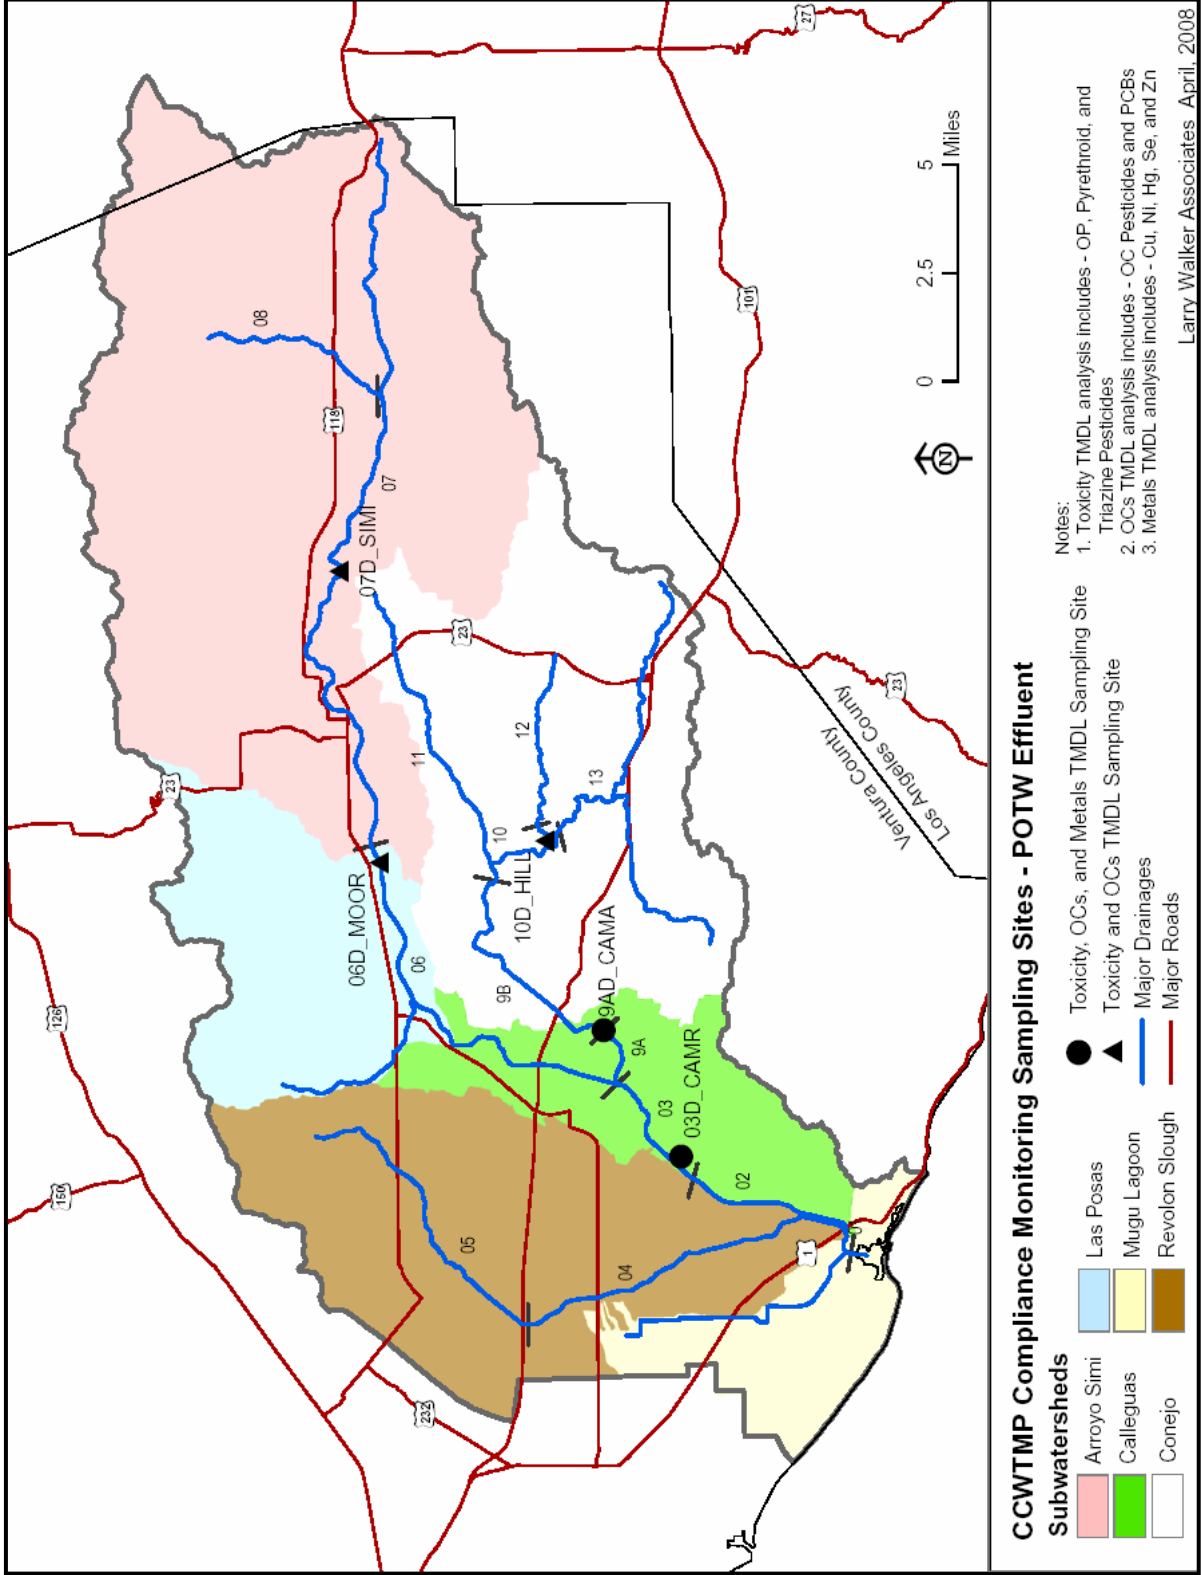 126
150
118
27
23
23
23
101
232
1
08
07
07D_SIMI
06D_MOOR
06
11
12
13
10
10D_HILL
9B
9AD_CAMA
9A
03
03D_CAMR
02
05
04
Ventura County
Los Angeles County
N
0 2.5 5
Miles
CCWTMP Compliance Monitoring Sampling Sites - POTW Effluent
Subwatersheds
Arroyo Simi
Calleguas
Conejo
Las Posas
Mugu Lagoon
Revolon Slough
Toxicity, OCs, and Metals TMDL Sampling Site
Toxicity and OCs TMDL Sampling Site
Major Drainages
Major Roads
Notes:
1. Toxicity TMDL analysis includes - OP, Pyrethroid, and
Triazine Pesticides
2. OCs TMDL analysis includes - OC Pesticides and PCBs
3. Metals TMDL analysis includes - Cu, Ni, Hg, Se, and Zn
Larry Walker Associates April, 2008